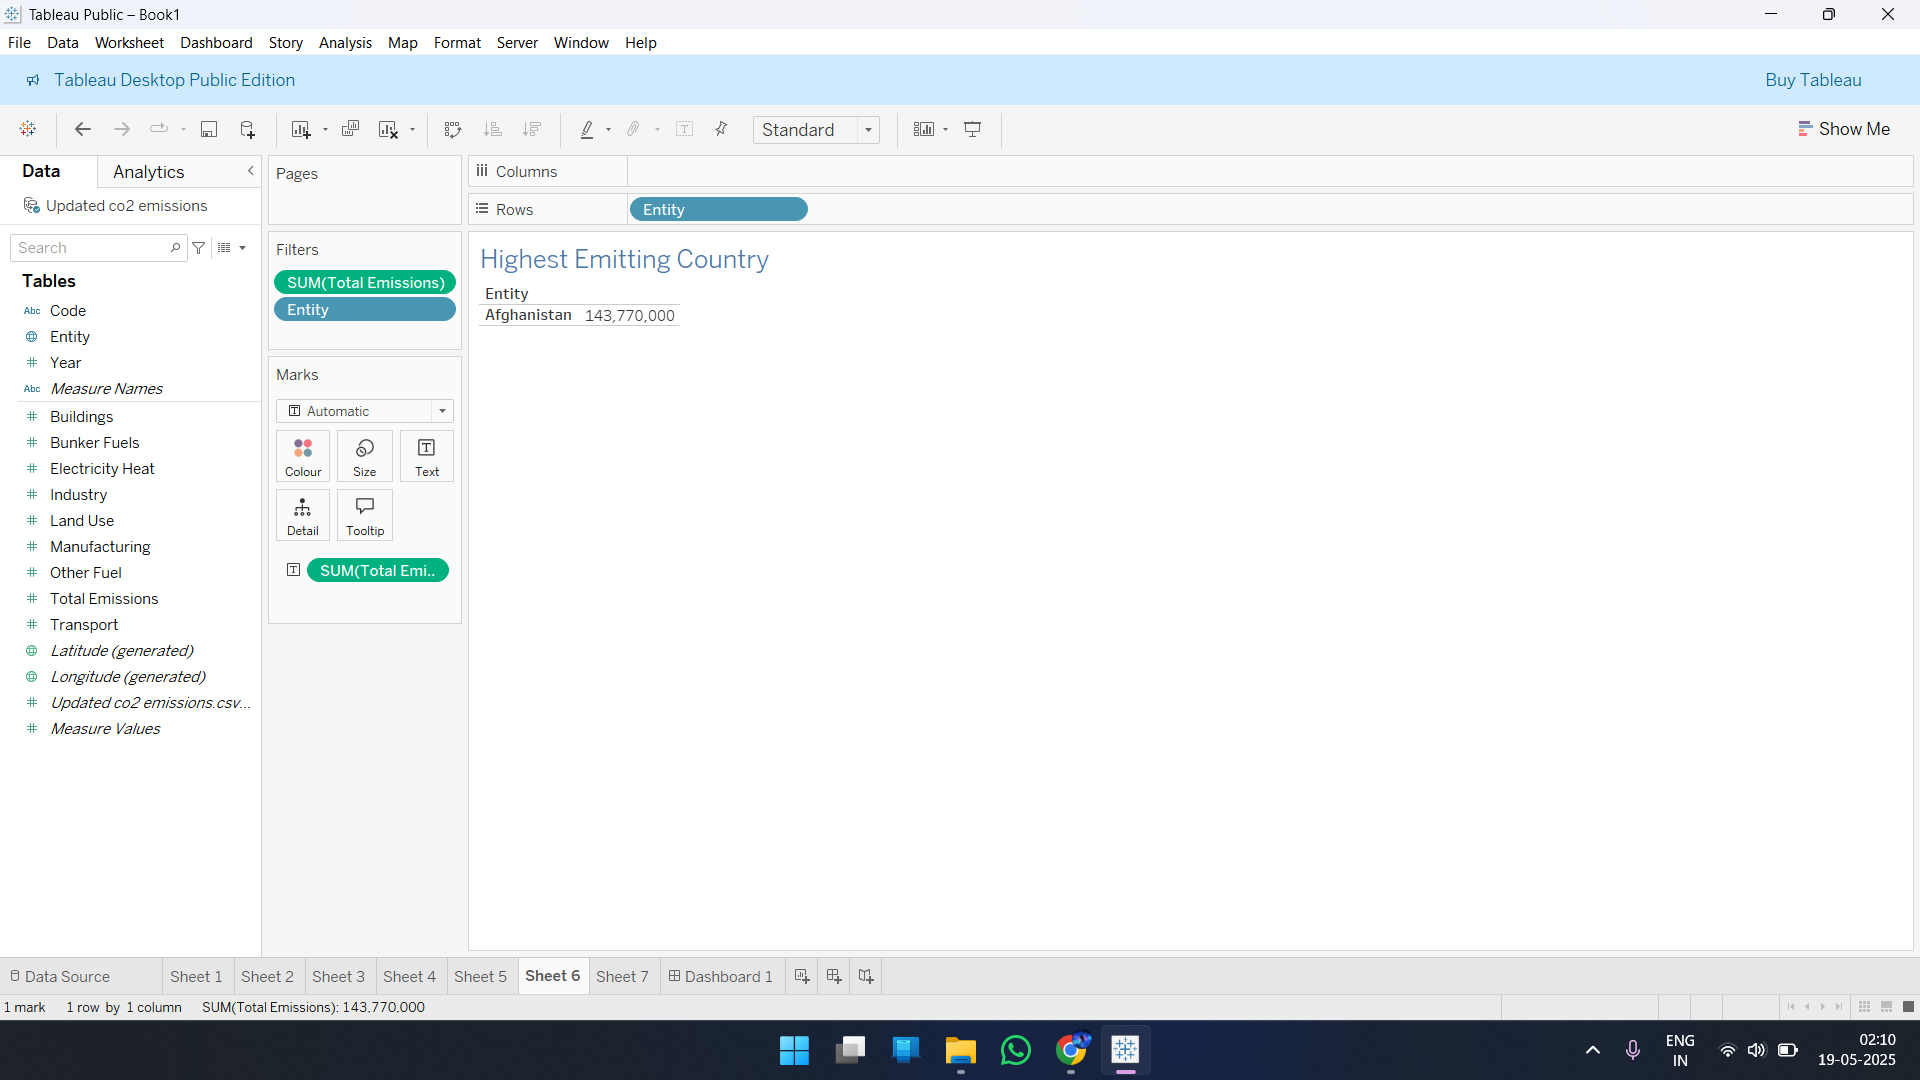 Tableau Public – Book1
File Data Worksheet Dashboard Story Analysis Map Format Server Window Help
Tableau Desktop Public Edition
Buy Tableau
Standard
Show Me
Data
Analytics
Updated co2 emissions
Search
Tables
Abc Code
Entity
Year
Abc Measure Names
Buildings
Bunker Fuels
Electricity Heat
Industry
Land Use
Manufacturing
Other Fuel
Total Emissions
Transport
Latitude (generated)
Longitude (generated)
Updated co2 emissions.csv...
Measure Values
Pages
Filters
SUM(Total Emissions)
Entity
Marks
Automatic
Colour
Size
Text
Detail
Tooltip
SUM(Total Emi..
Columns
Rows
Entity
Highest Emitting Country
Entity
Afghanistan 143,770,000
Data Source Sheet 1 Sheet 2 Sheet 3 Sheet 4 Sheet 5 Sheet 6 Sheet 7 Dashboard 1
1 mark 1 row by 1 column SUM(Total Emissions): 143,770,000
ENG
IN
02:10
19-05-2025